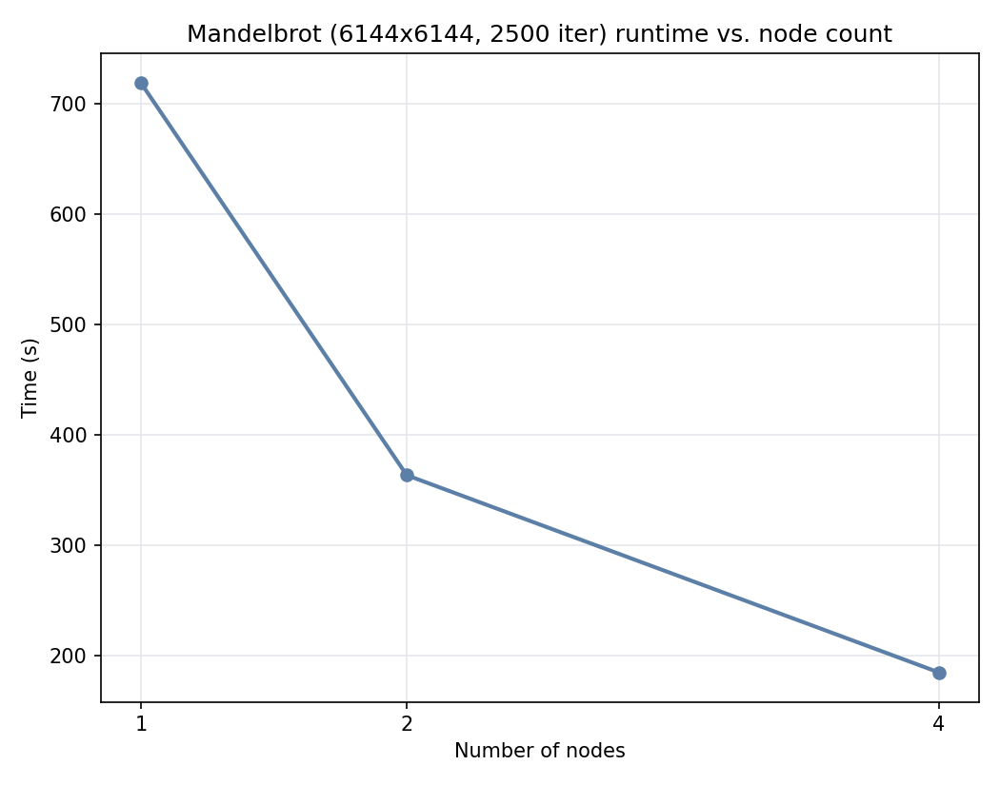 Mandelbrot (6144x6144, 2500 iter) runtime vs. node count
700
600
500
400
300
200
Time (s)
1 2 4
Number of nodes